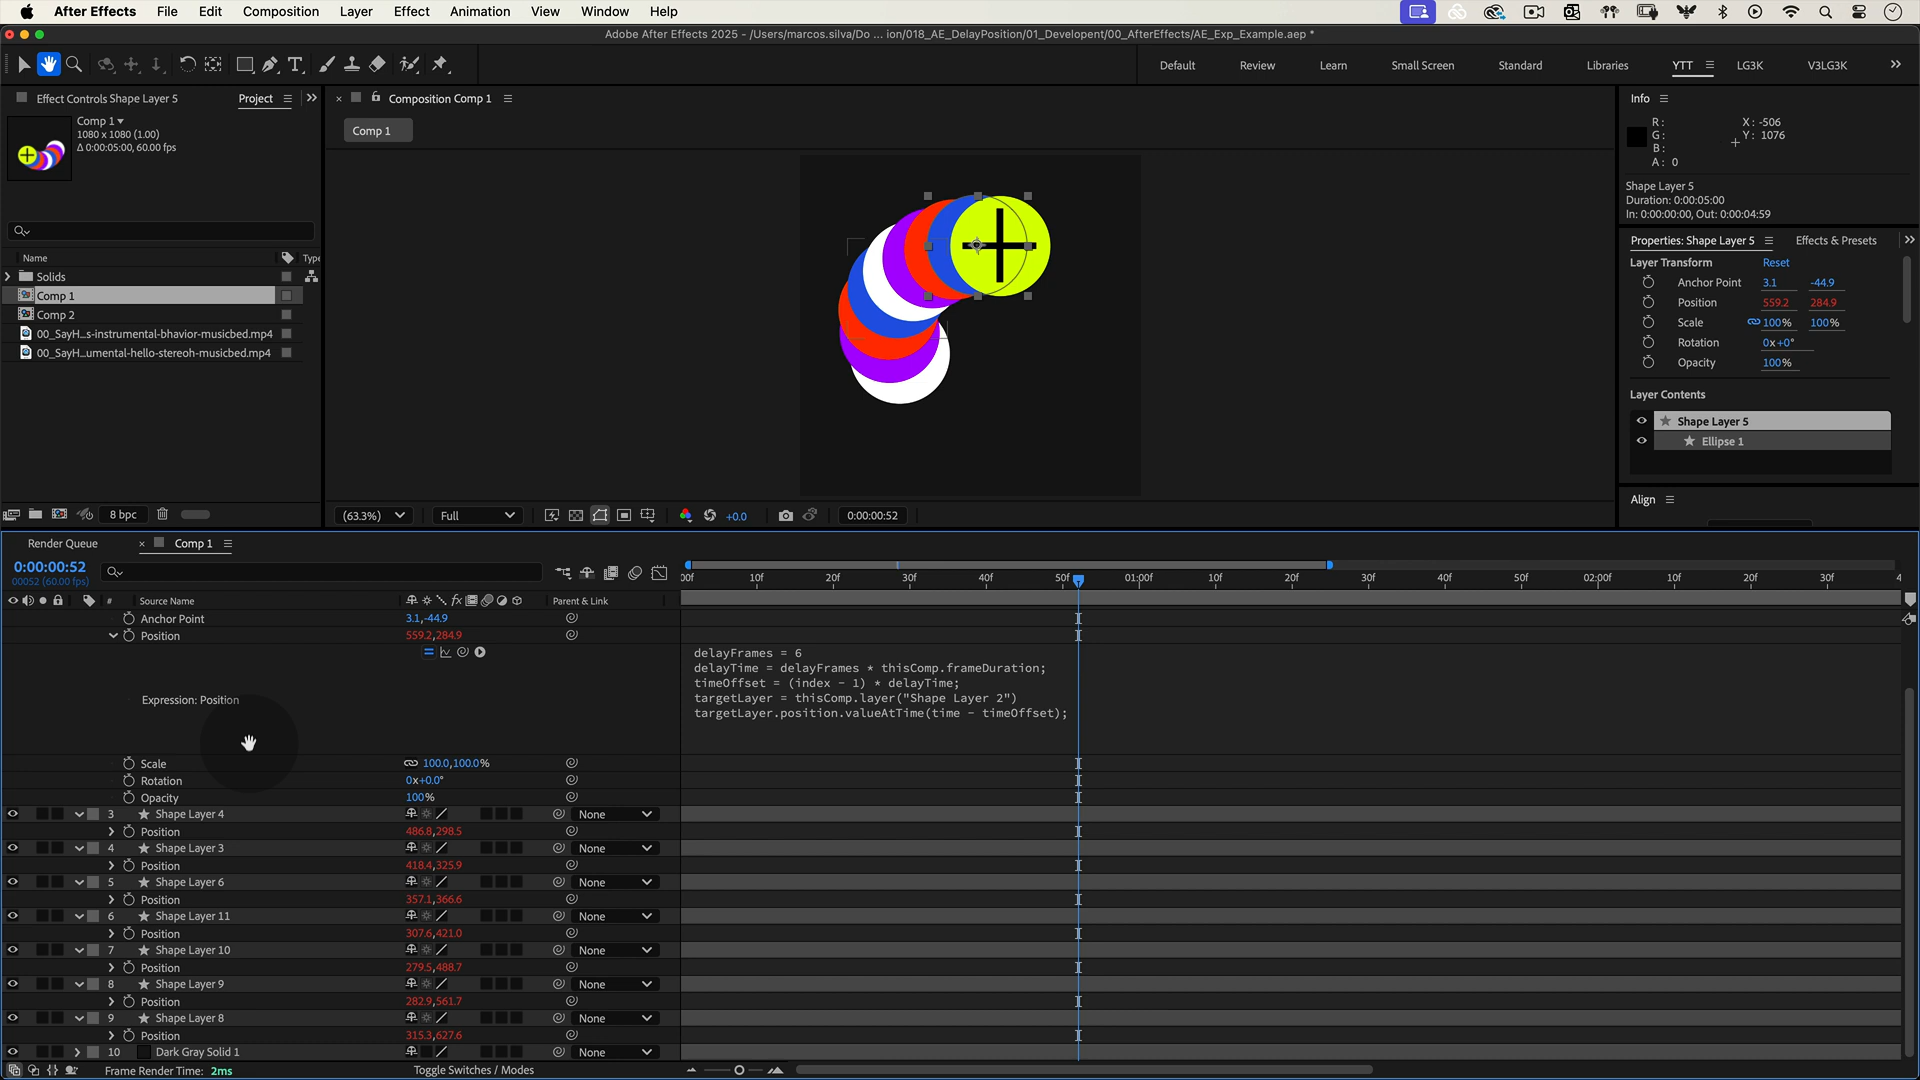 After Effects File Edit Composition Layer Effect Animation View Window Help
Adobe After Effects 2025 - /Users/marcos.silva/Do ... ion/018_AE_DelayPosition/01_Developent/00_AfterEffects/AE_Exp_Example.aep *
Default Review Learn Small Screen Standard Libraries YTT LG3K V3LG3K
Effect Controls Shape Layer 5 Project
Comp 1
1080 x 1080 (1.00)
Δ 0:00:05:00, 60.00 fps
Name Type
Solids
Comp 1
Comp 2
00_SayH...s-instrumental-bhavior-musicbed.mp4
00_SayH...umental-hello-stereoh-musicbed.mp4
8 bpc
Composition Comp 1
Comp 1
(63.3%) Full +0.0 0:00:00:52
Info
R: X: -506
G: Y: 1076
B:
A: 0
Shape Layer 5
Duration: 0:00:05:00
In: 0:00:00:00, Out: 0:00:04:59
Properties: Shape Layer 5 Effects & Presets
Layer Transform Reset
Anchor Point 3.1 -44.9
Position 559.2 284.9
Scale 100% 100%
Rotation 0x+0°
Opacity 100%
Layer Contents
Shape Layer 5
Ellipse 1
Align
Render Queue Comp 1
0:00:00:52
00052 (60.00 fps)
:00f 10f 20f 30f 40f 50f 01:00f 10f 20f 30f 40f 50f 02:00f 10f 20f 30f 4
# Source Name fx Parent & Link
Anchor Point 3.1,-44.9
Position 559.2,284.9
Expression: Position
delayFrames = 6
delayTime = delayFrames * thisComp.frameDuration;
timeOffset = (index - 1) * delayTime;
targetLayer = thisComp.layer("Shape Layer 2")
targetLayer.position.valueAtTime(time - timeOffset);
Scale 100.0,100.0%
Rotation 0x+0.0°
Opacity 100%
3 Shape Layer 4 None
Position 486.8,298.5
4 Shape Layer 3 None
Position 418.4,325.9
5 Shape Layer 6 None
Position 357.1,366.6
6 Shape Layer 11 None
Position 307.6,421.0
7 Shape Layer 10 None
Position 279.5,488.7
8 Shape Layer 9 None
Position 282.9,561.7
9 Shape Layer 8 None
Position 315.3,627.6
10 Dark Gray Solid 1 None
Frame Render Time: 2ms Toggle Switches / Modes